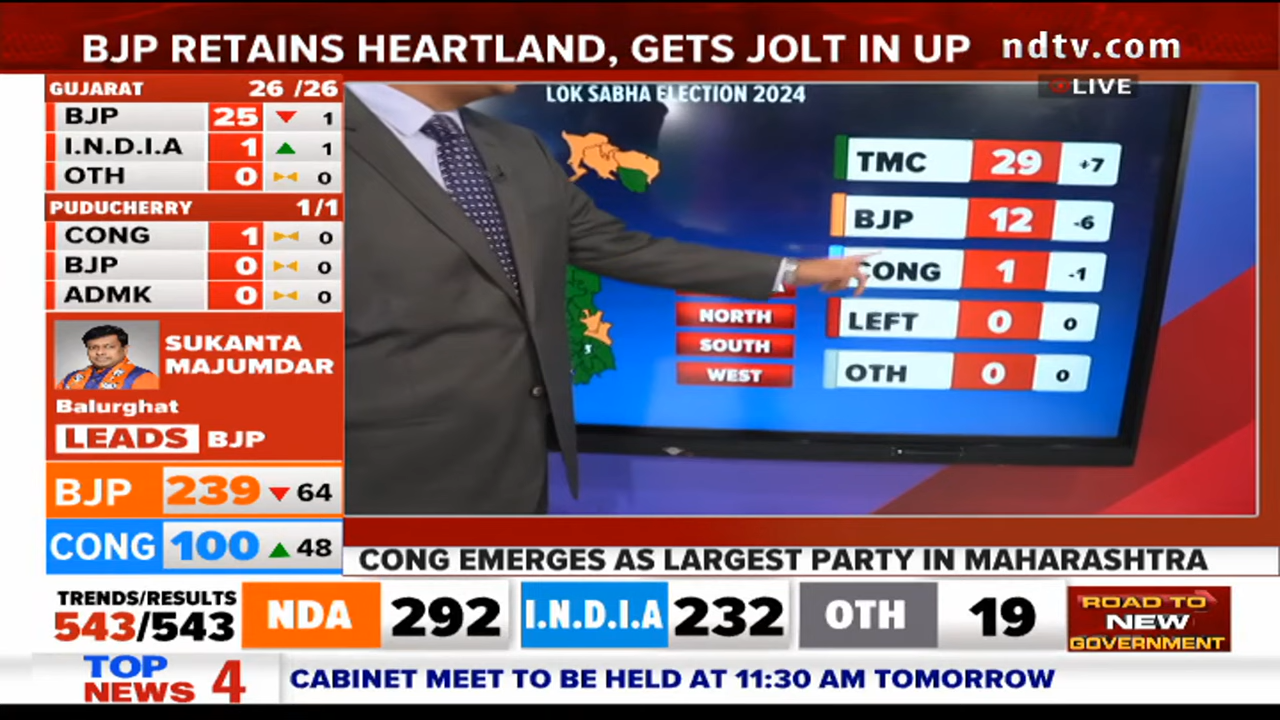 BJP RETAINS HEARTLAND, GETS JOLT IN UP ndtv.com
LIVE
GUJARAT 26 /26
BJP 25 1
I.N.D.I.A 1 1
OTH 0 0
PUDUCHERRY 1/1
CONG 1 0
BJP 0 0
ADMK 0 0
SUKANTA
MAJUMDAR
Balurghat
LEADS BJP
BJP 239 64
CONG 100 48
LOK SABHA ELECTION 2024
TMC 29 +7
BJP 12 -6
CONG 1 -1
LEFT 0 0
OTH 0 0
NORTH
SOUTH
WEST
CONG EMERGES AS LARGEST PARTY IN MAHARASHTRA
TRENDS/RESULTS
543/543
NDA 292 I.N.D.I.A 232 OTH 19
ROAD TO
NEW
GOVERNMENT
TOP
NEWS 4
CABINET MEET TO BE HELD AT 11:30 AM TOMORROW